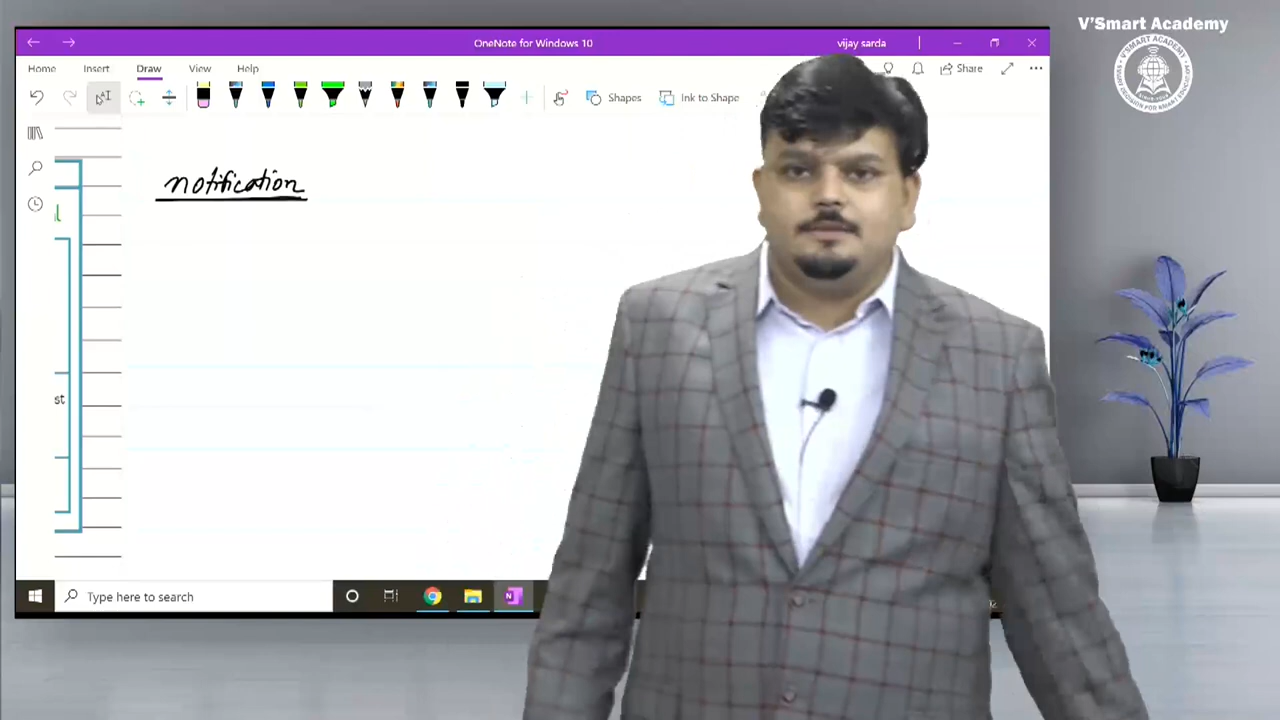 V'Smart Academy
OneNote for Windows 10
vijay sarda
Home Insert Draw View Help
Share
Shapes
Ink to Shape
notification
l
st
Type here to search